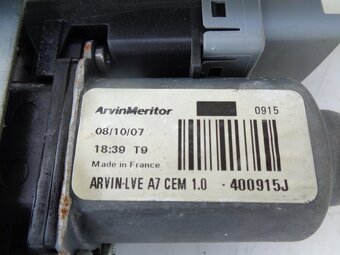 ArvinMeritor 0915
08/10/07
18:39 T9
Made in France
ARVIN-LVE A7 CEM 1.0 - 400915J